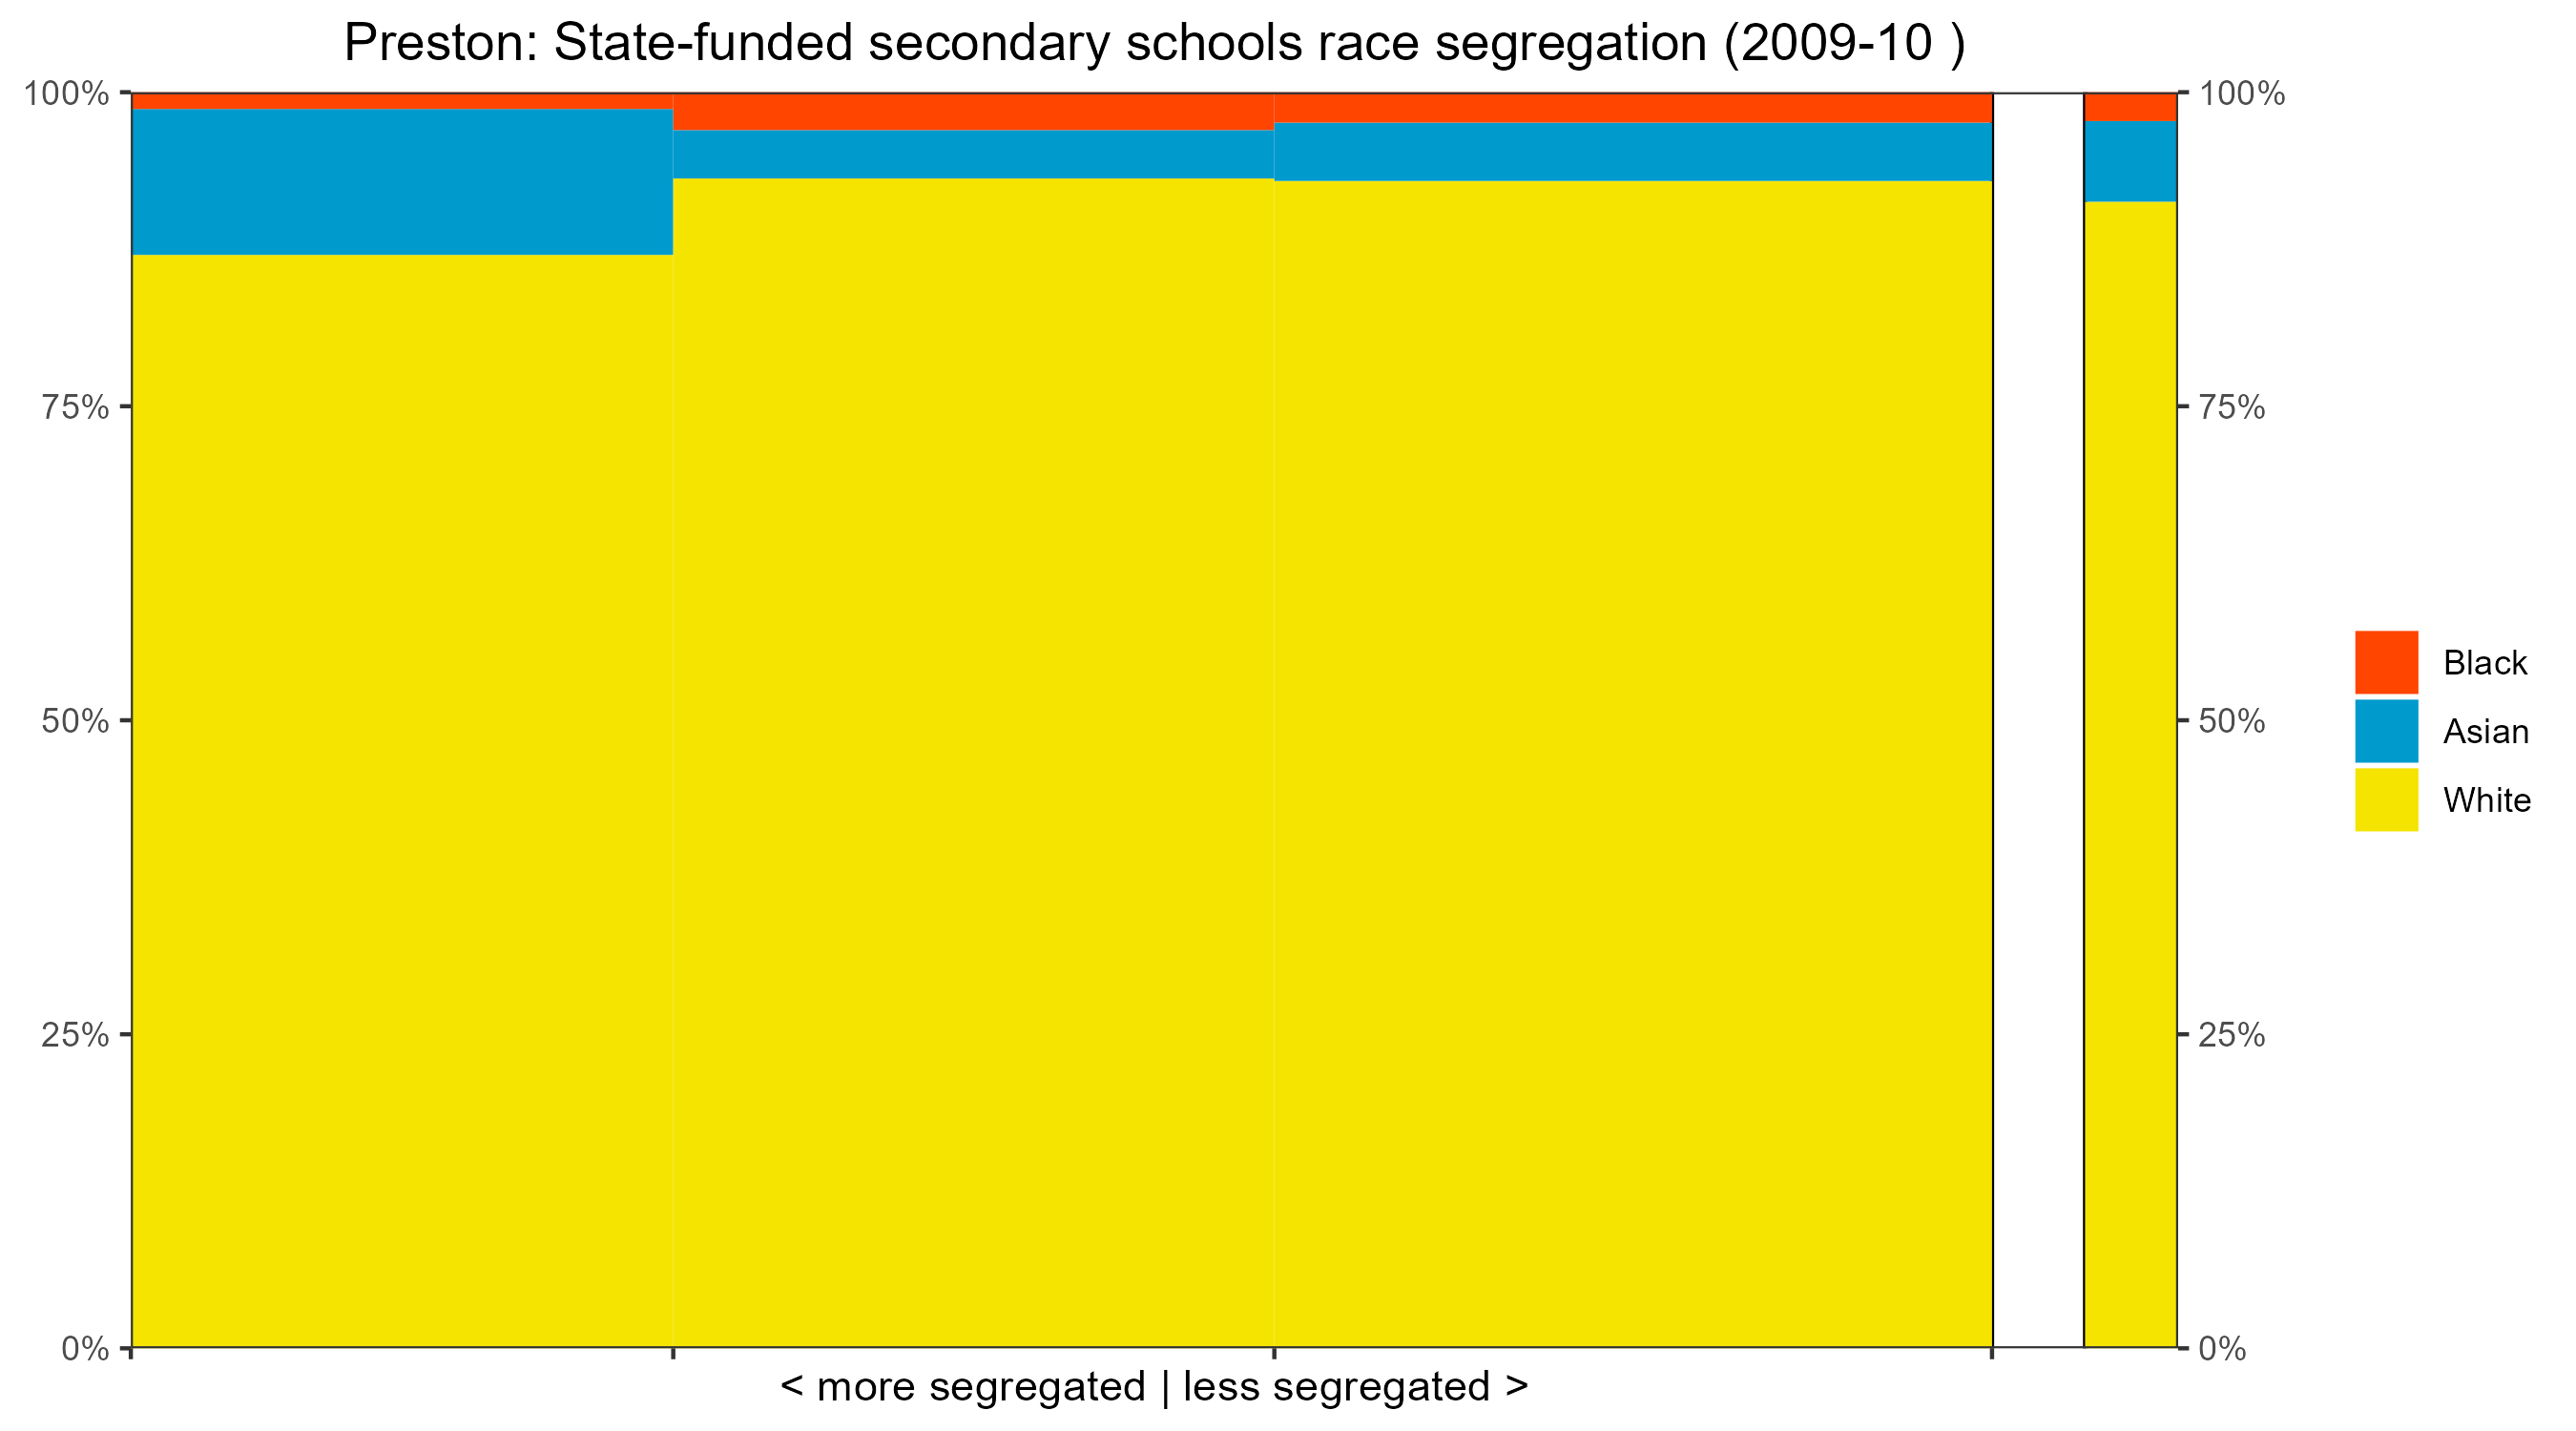 Preston: State-funded secondary schools race segregation (2009-10 )
100%
75%
50%
25%
0%
100%
75%
50%
25%
0%
Black
Asian
White
< more segregated | less segregated >